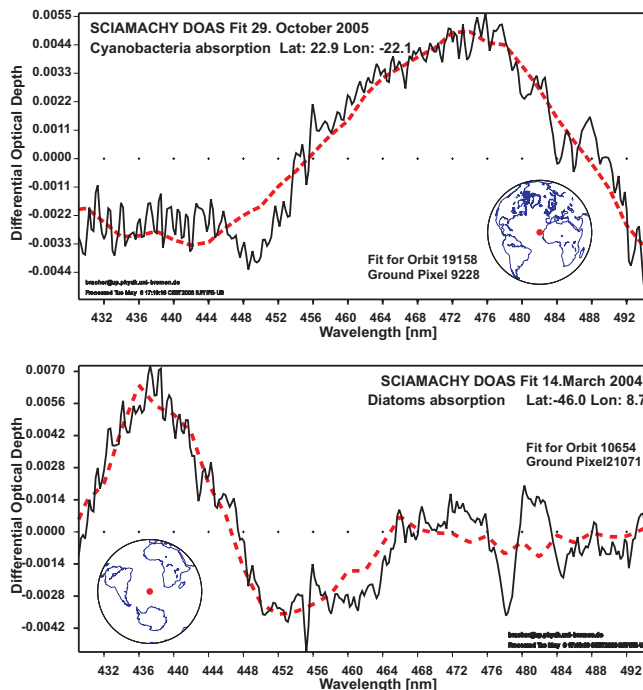 SCIAMACHY DOAS Fit 29. October 2005
Cyanobacteria absorption Lat: 22.9 Lon: -22.1
Differential Optical Depth
0.0055
0.0044
0.0033
0.0022
0.0011
0.0000
-0.0011
-0.0022
-0.0033
-0.0044
Fit for Orbit 19158
Ground Pixel 9228
bracher@up.physik.uni-bremen.de
432 436 440 444 448 452 456 460 464 468 472 476 480 484 488 492
Wavelength [nm]
SCIAMACHY DOAS Fit 14.March 2004
Diatoms absorption Lat:-46.0 Lon: 8.7
Differential Optical Depth
0.0070
0.0056
0.0042
0.0028
0.0014
0.0000
-0.0014
-0.0028
-0.0042
Fit for Orbit 10654
Ground Pixel21071
432 436 440 444 448 452 456 460 464 468 472 476 480 484 488 492
Wavelength [nm]